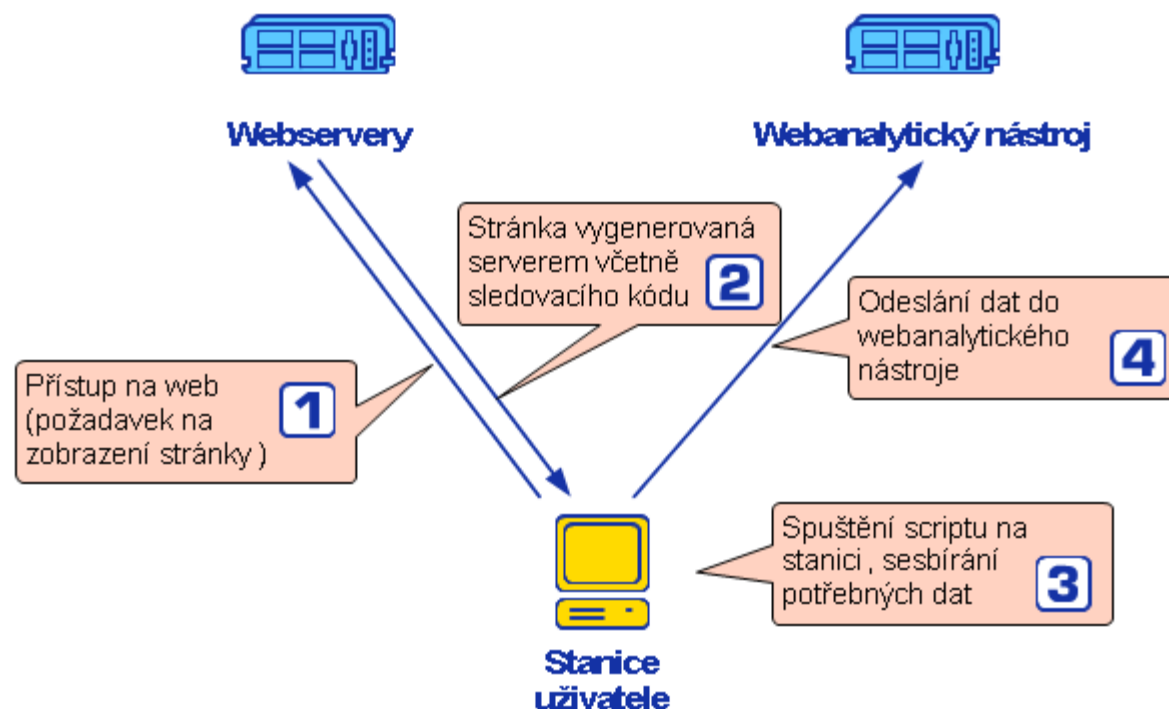 Webservery
Webanalytický nástroj
Stránka vygenerovaná
serverem včetně
sledovacího kódu
2
Odeslání dat do
webanalytického
nástroje
4
Přístup na web
(požadavek na
zobrazení stránky )
1
Spuštění scriptu na
stanici , sesbírání
potřebných dat
3
Stanice
uživatele